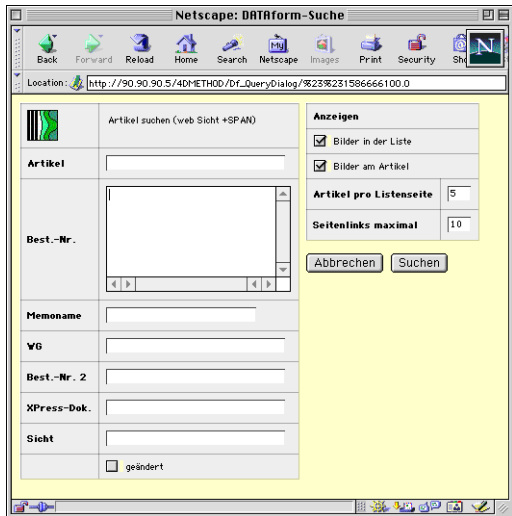 Netscape: DATAform-Suche
Back Forward Reload Home Search Netscape Images Print Security
Location: http://90.90.90.5/4DMETHOD/Df_QueryDialog/%23%231586666100.0
Artikel suchen (web Sicht +SPAN)
Artikel
Best.-Nr.
Memoname
WG
Best.-Nr. 2
XPress-Dok.
Sicht
geändert
Anzeigen
Bilder in der Liste
Bilder am Artikel
Artikel pro Listenseite 5
Seitenlinks maximal 10
Abbrechen Suchen